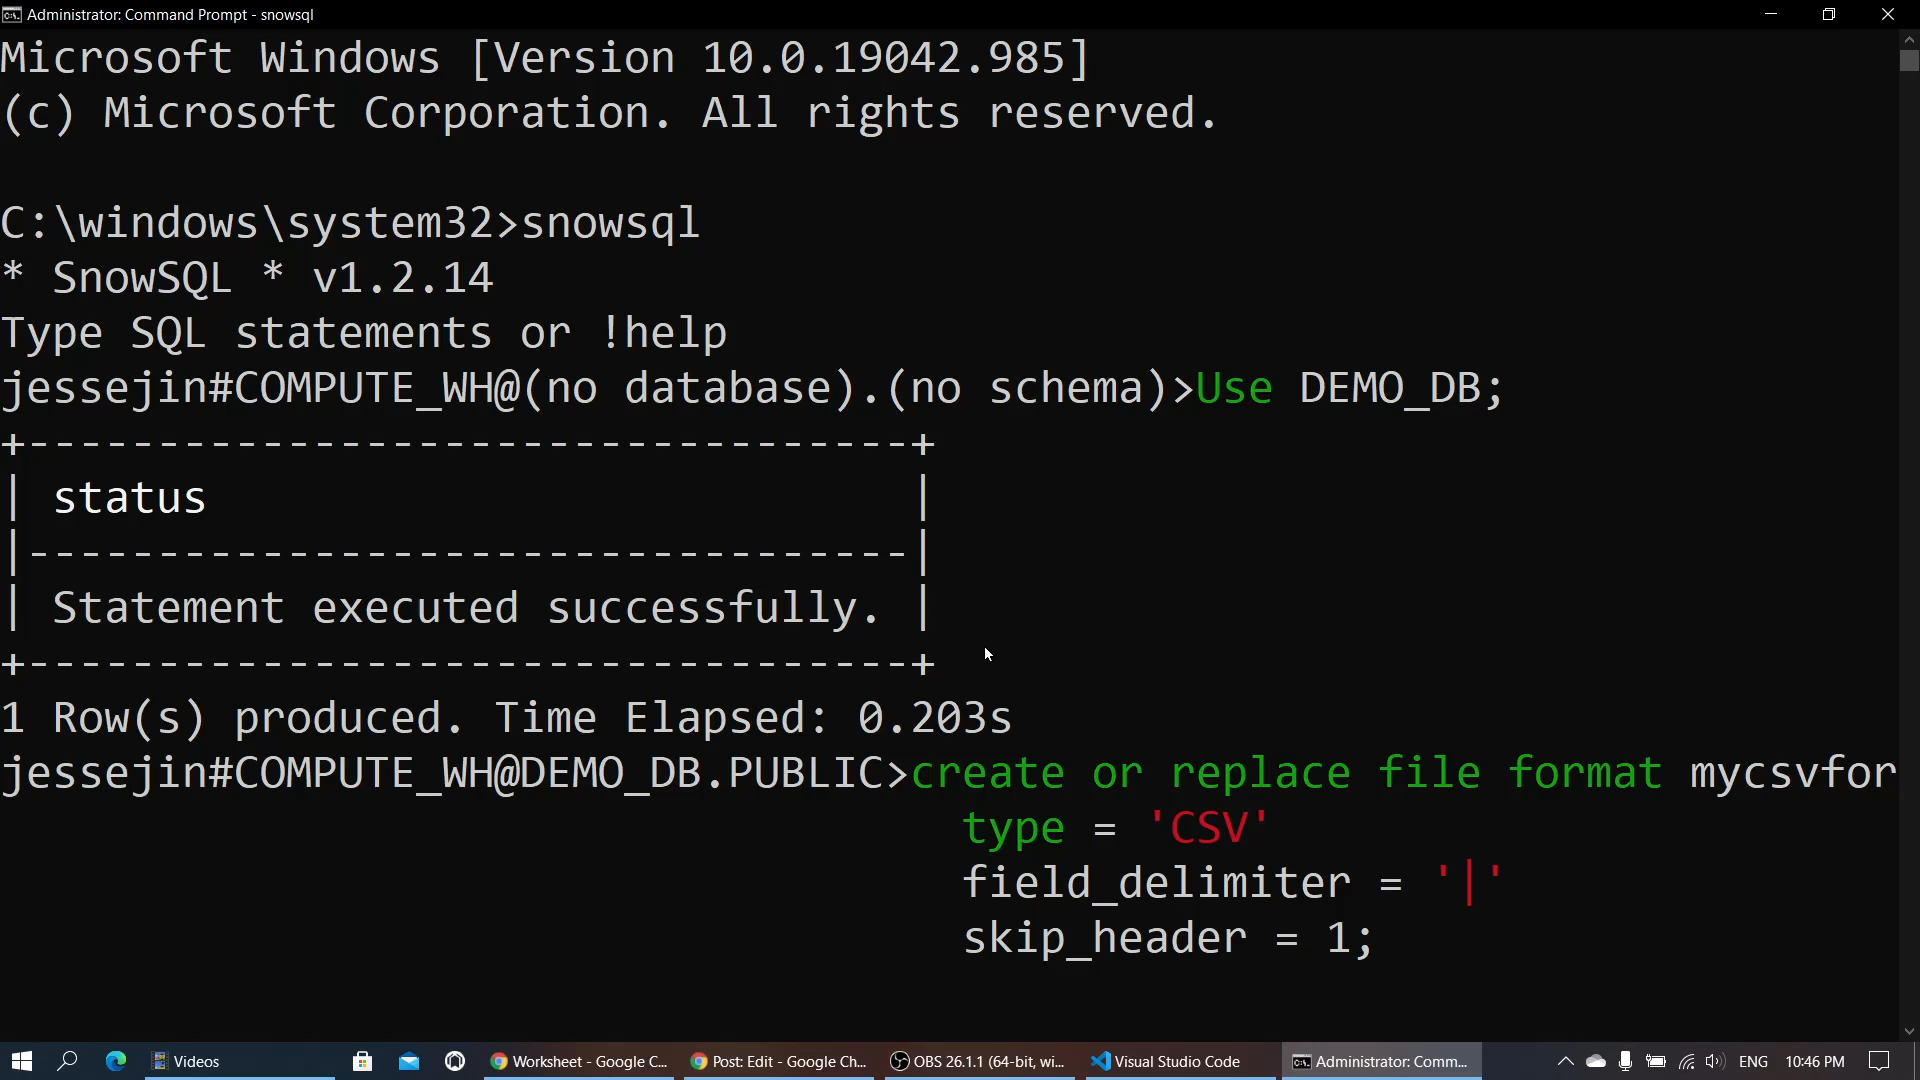 Administrator: Command Prompt - snowsql
Microsoft Windows [Version 10.0.19042.985]
(c) Microsoft Corporation. All rights reserved.
C:\windows\system32>snowsql
* SnowSQL * v1.2.14
Type SQL statements or !help
jessejin#COMPUTE_WH@(no database).(no schema)>Use DEMO_DB;
+----------------------------------+
| status                           |
|----------------------------------|
| Statement executed successfully. |
+----------------------------------+
1 Row(s) produced. Time Elapsed: 0.203s
jessejin#COMPUTE_WH@DEMO_DB.PUBLIC>create or replace file format mycsvfor
type = 'CSV'
field_delimiter = '|'
skip_header = 1;
Videos Worksheet - Google C... Post: Edit - Google Ch... OBS 26.1.1 (64-bit, wi... Visual Studio Code Administrator: Comm... ENG 10:46 PM